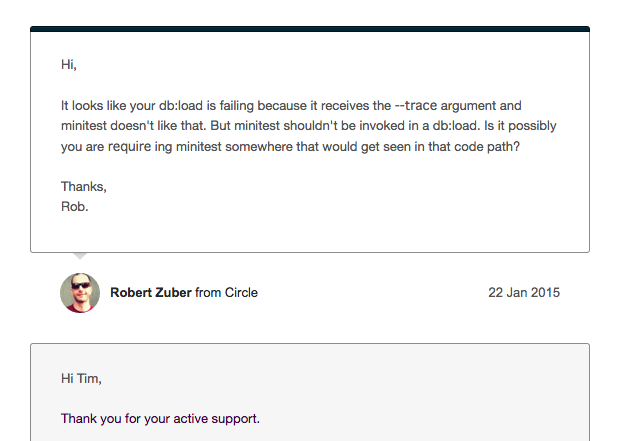 Hi,
It looks like your db:load is failing because it receives the --trace argument and
minitest doesn't like that. But minitest shouldn't be invoked in a db:load. Is it possibly
you are require ing minitest somewhere that would get seen in that code path?
Thanks,
Rob.
Robert Zuber from Circle 22 Jan 2015
Hi Tim,
Thank you for your active support.